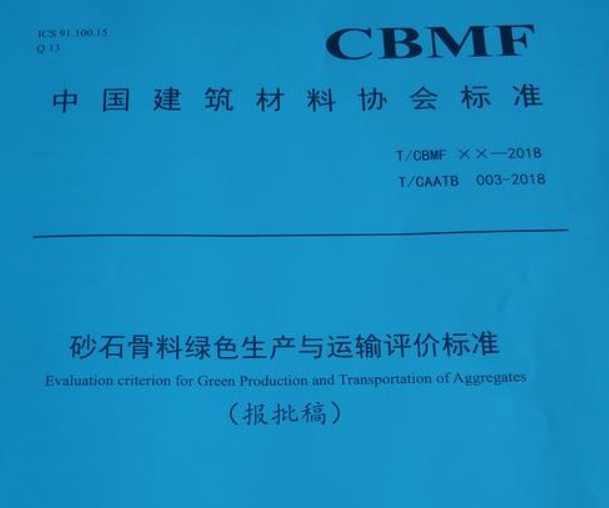 ICS 91.100.15
Q 13
CBMF
中国建筑材料协会标准
T/CBMF ××—2018
T/CAATB 003-2018
砂石骨料绿色生产与运输评价标准
Evaluation criterion for Green Production and Transportation of Aggregates
（报批稿）